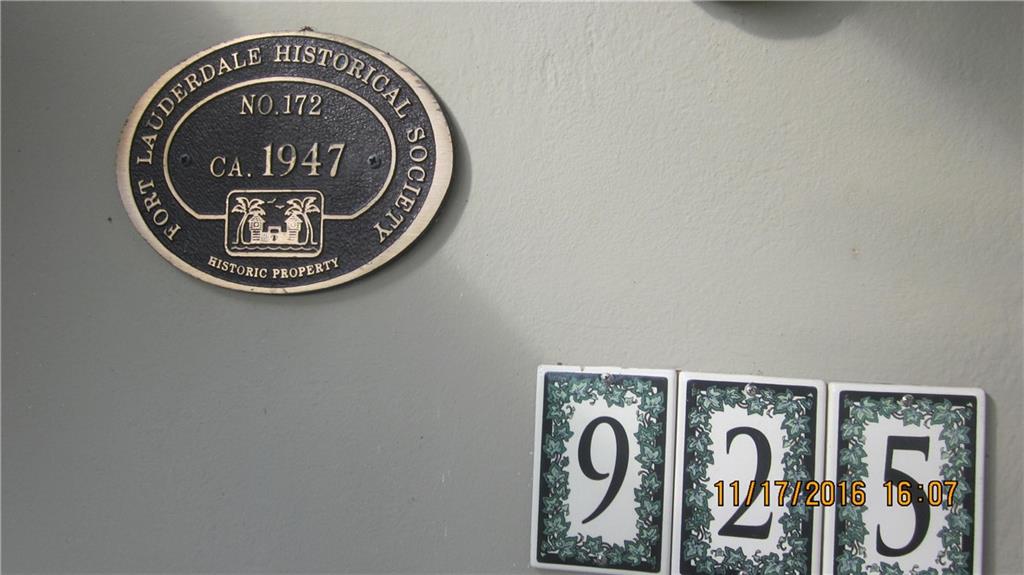 FORT LAUDERDALE HISTORICAL SOCIETY
NO. 172
CA. 1947
HISTORIC PROPERTY
925
11/17/2016 16:07